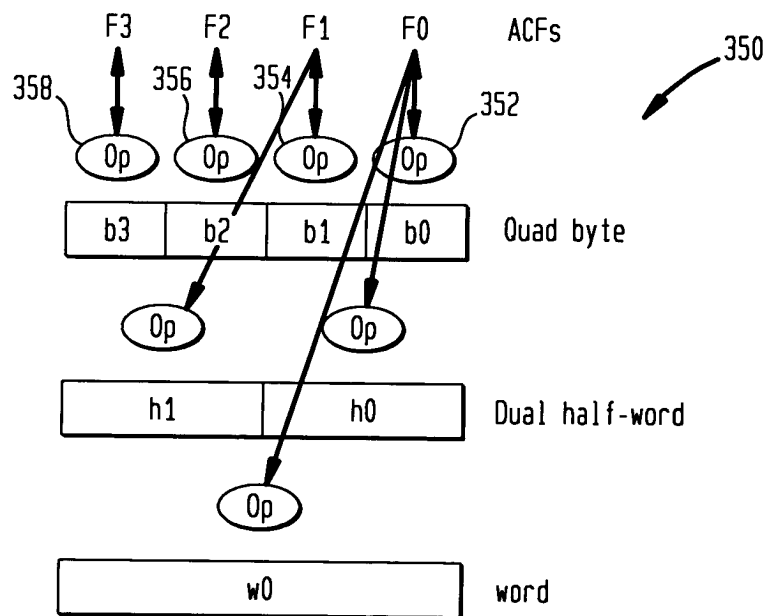 F3 F2 F1 F0 ACFs
350
358 356 354 352
Op Op Op Op
b3 b2 b1 b0 Quad byte
Op Op
h1 h0 Dual half-word
Op
w0 word